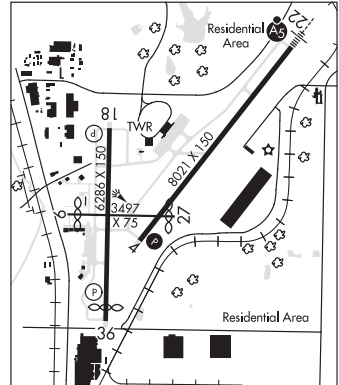 Residential
Area
A5
22
L
18
P
TWR
6286 X 150
8021 X 150
3497
X 75
9
27
4
P
P
Residential Area
36